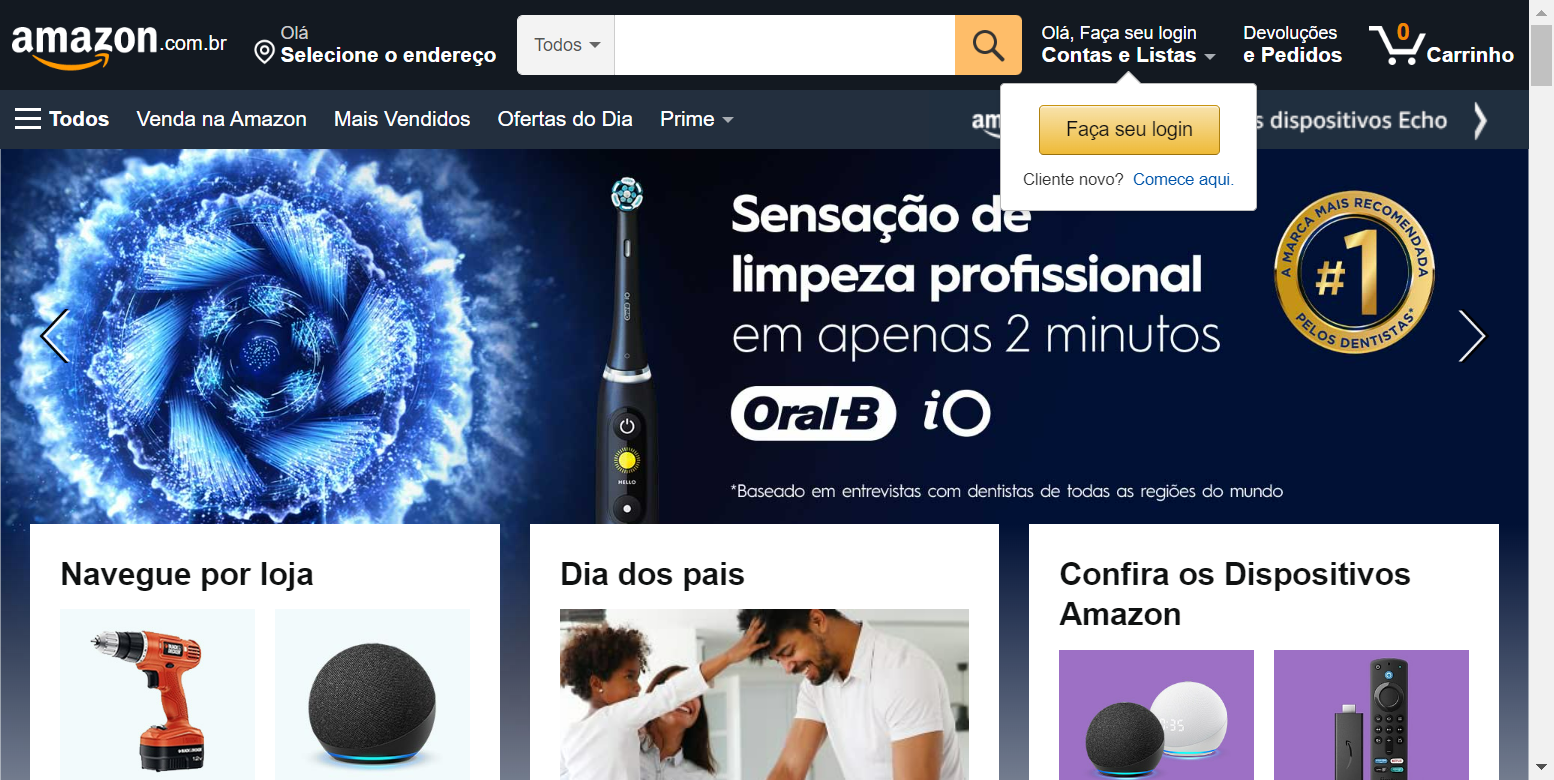 amazon.com.br
Olá
Selecione o endereço
Todos
Olá, Faça seu login
Contas e Listas
Devoluções
e Pedidos
0
Carrinho
Todos
Venda na Amazon
Mais Vendidos
Ofertas do Dia
Prime
am
dispositivos Echo
Faça seu login
Cliente novo? Comece aqui.
Sensação de
limpeza profissional
em apenas 2 minutos
Oral-B iO
*Baseado em entrevistas com dentistas de todas as regiões do mundo
A MARCA MAIS RECOMENDADA
#1
PELOS DENTISTAS*
HELLO
Navegue por loja
Dia dos pais
Confira os Dispositivos
Amazon